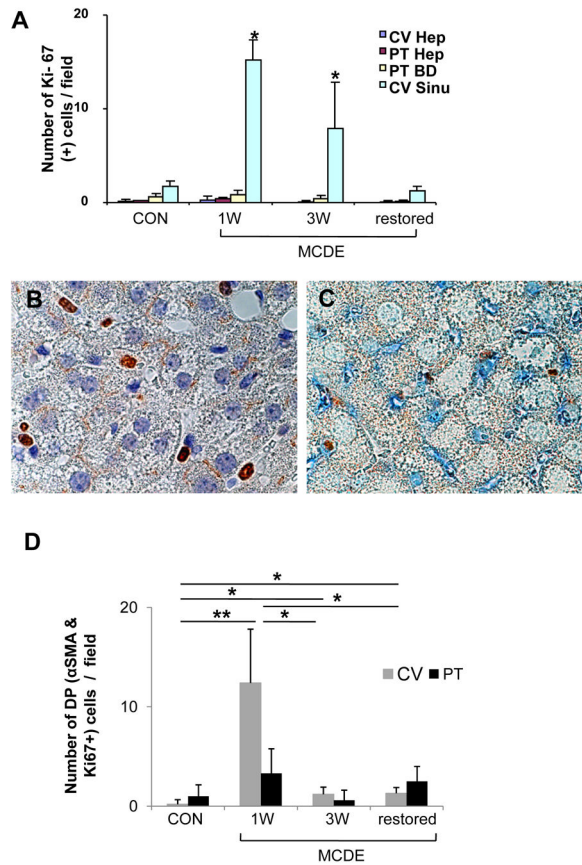 A
Number of Ki- 67
(+) cells / field
20
10
0
*
*
CV Hep
PT Hep
PT BD
CV Sinu
CON
1W
3W
restored
MCDE
B
C
D
Number of DP (αSMA &
Ki67+) cells / field
20
10
0
*
*
*
**
*
CV
PT
CON
1W
3W
restored
MCDE